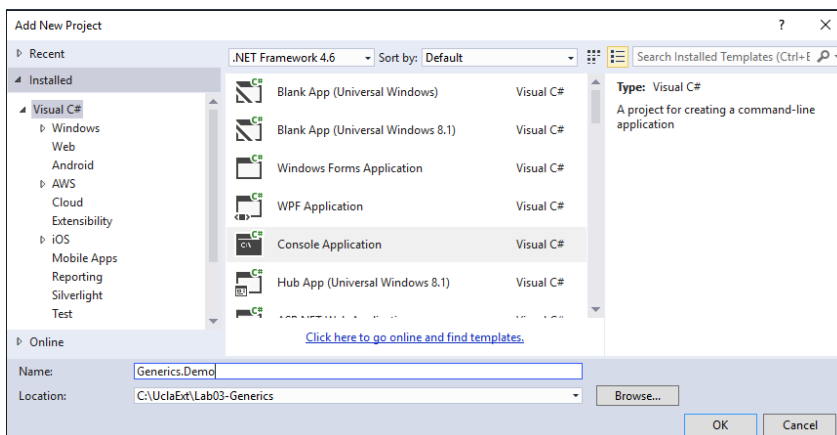 Add New Project
? ×
Recent
.NET Framework 4.6 Sort by: Default Search Installed Templates (Ctrl+E
Installed
Visual C#
Windows
Web
Android
AWS
Cloud
Extensibility
iOS
Mobile Apps
Reporting
Silverlight
Test
Online
C# Blank App (Universal Windows) Visual C#
C# Blank App (Universal Windows 8.1) Visual C#
C# Windows Forms Application Visual C#
C# WPF Application Visual C#
C# Console Application Visual C#
C# Hub App (Universal Windows 8.1) Visual C#
Click here to go online and find templates.
Type: Visual C#
A project for creating a command-line
application
Name: Generics.Demo
Location: C:\UclaExt\Lab03-Generics Browse...
OK Cancel